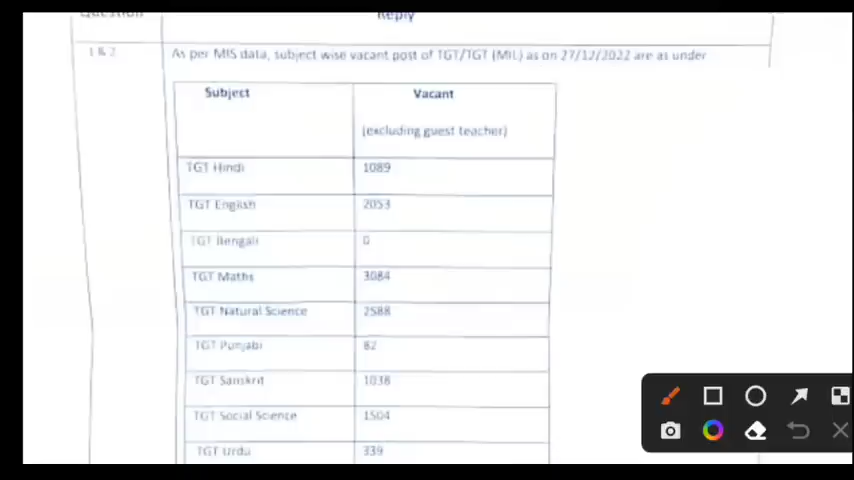 Question Reply
1 & 2 As per MIS data, subject wise vacant post of TGT/TGT (MIL) as on 27/12/2022 are as under
Subject Vacant
(excluding guest teacher)
TGT Hindi 1089
TGT English 2053
TGT Bengali 0
TGT Maths 3084
TGT Natural Science 2588
TGT Punjabi 82
TGT Sanskrit 1038
TGT Social Science 1504
TGT Urdu 339